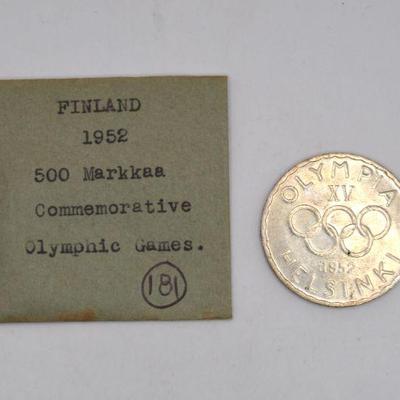 FINLAND
1952
500 Markkaa
Commemorative
Olymphic Games.
181
OLYMPIA
XV
1952
HELSINKI